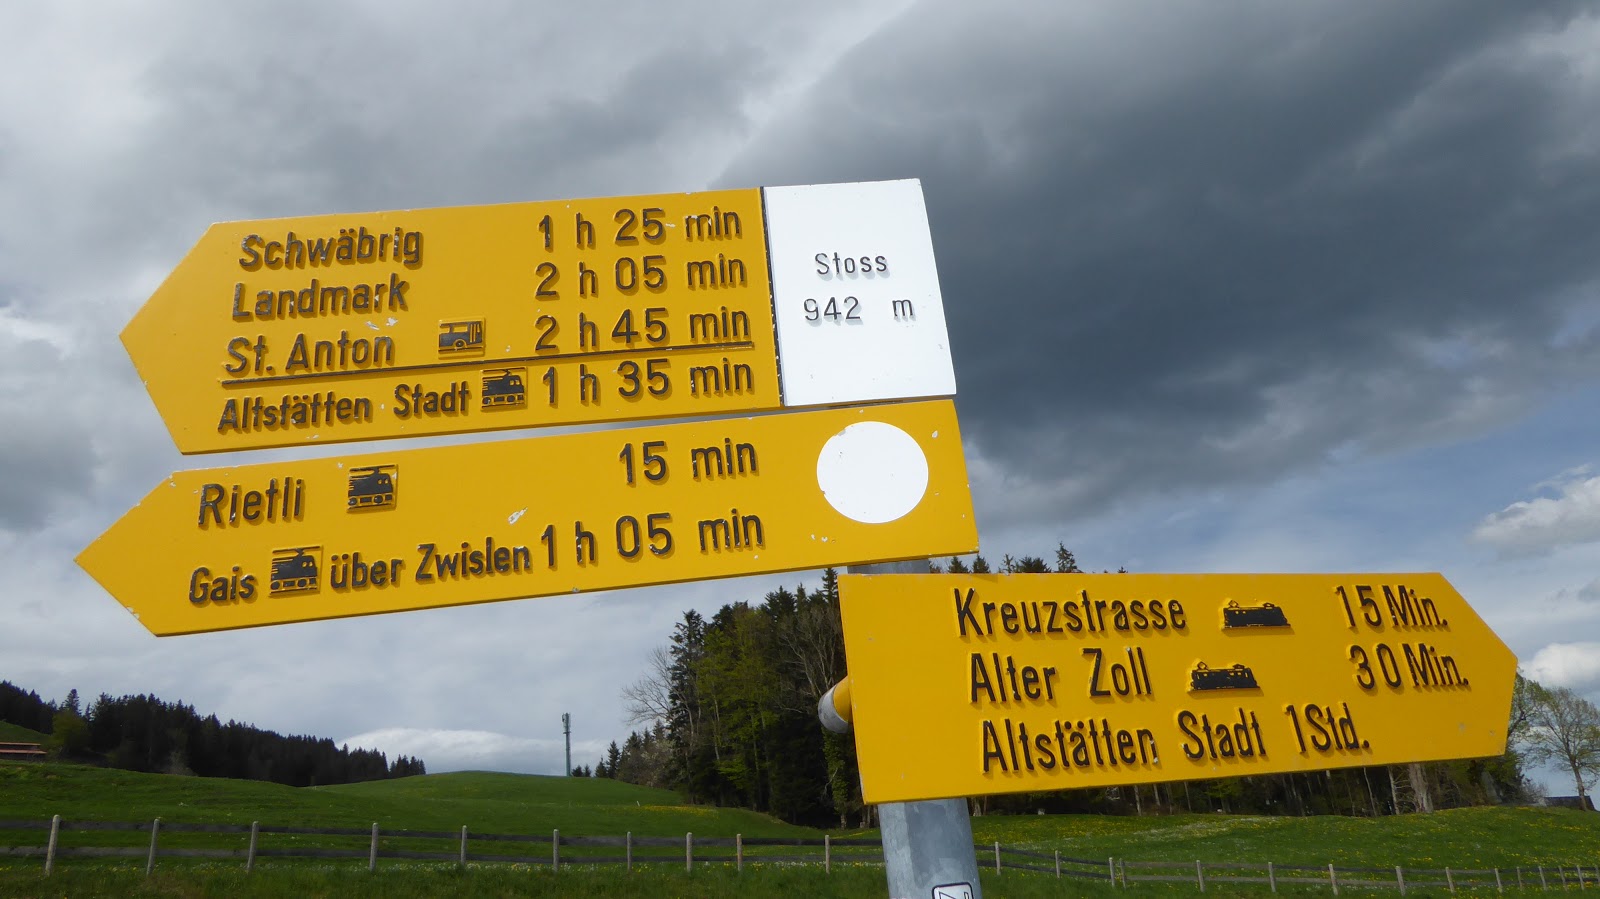 Schwäbrig 1 h 25 min
Landmark 2 h 05 min
St. Anton 2 h 45 min
Altstätten Stadt 1 h 35 min
Stoss
942 m
Rietli 15 min
Gais über Zwislen 1 h 05 min
Kreuzstrasse 15 Min.
Alter Zoll 30 Min.
Altstätten Stadt 1 Std.